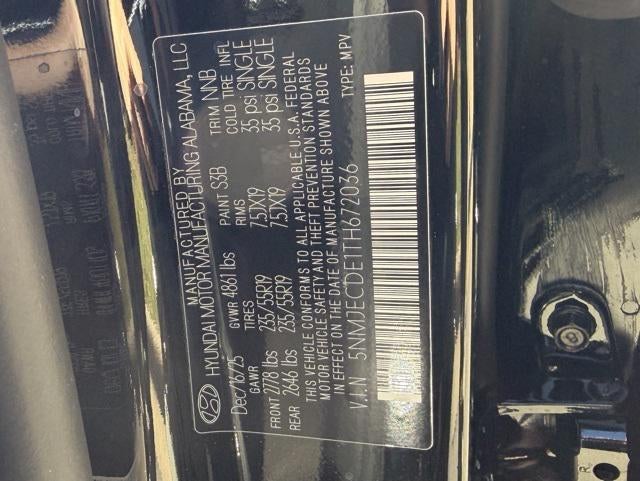 MANUFACTURED BY
HYUNDAI MOTOR MANUFACTURING ALABAMA, LLC
Dec/16/25 GVWR 4861 lbs PAINT S3B TRIM NNB
GAWR TIRES RIMS COLD TIRE INFL
FRONT 2778 lbs 235/55R19 7.5JX19 35 psi SINGLE
REAR 2646 lbs 235/55R19 7.5JX19 35 psi SINGLE
THIS VEHICLE CONFORMS TO ALL APPLICABLE U.S.A. FEDERAL
MOTOR VEHICLE SAFETY AND THEFT PREVENTION STANDARDS
IN EFFECT ON THE DATE OF MANUFACTURE SHOWN ABOVE
V.I.N 5NMJECDE1TH672036 TYPE: MPV
R